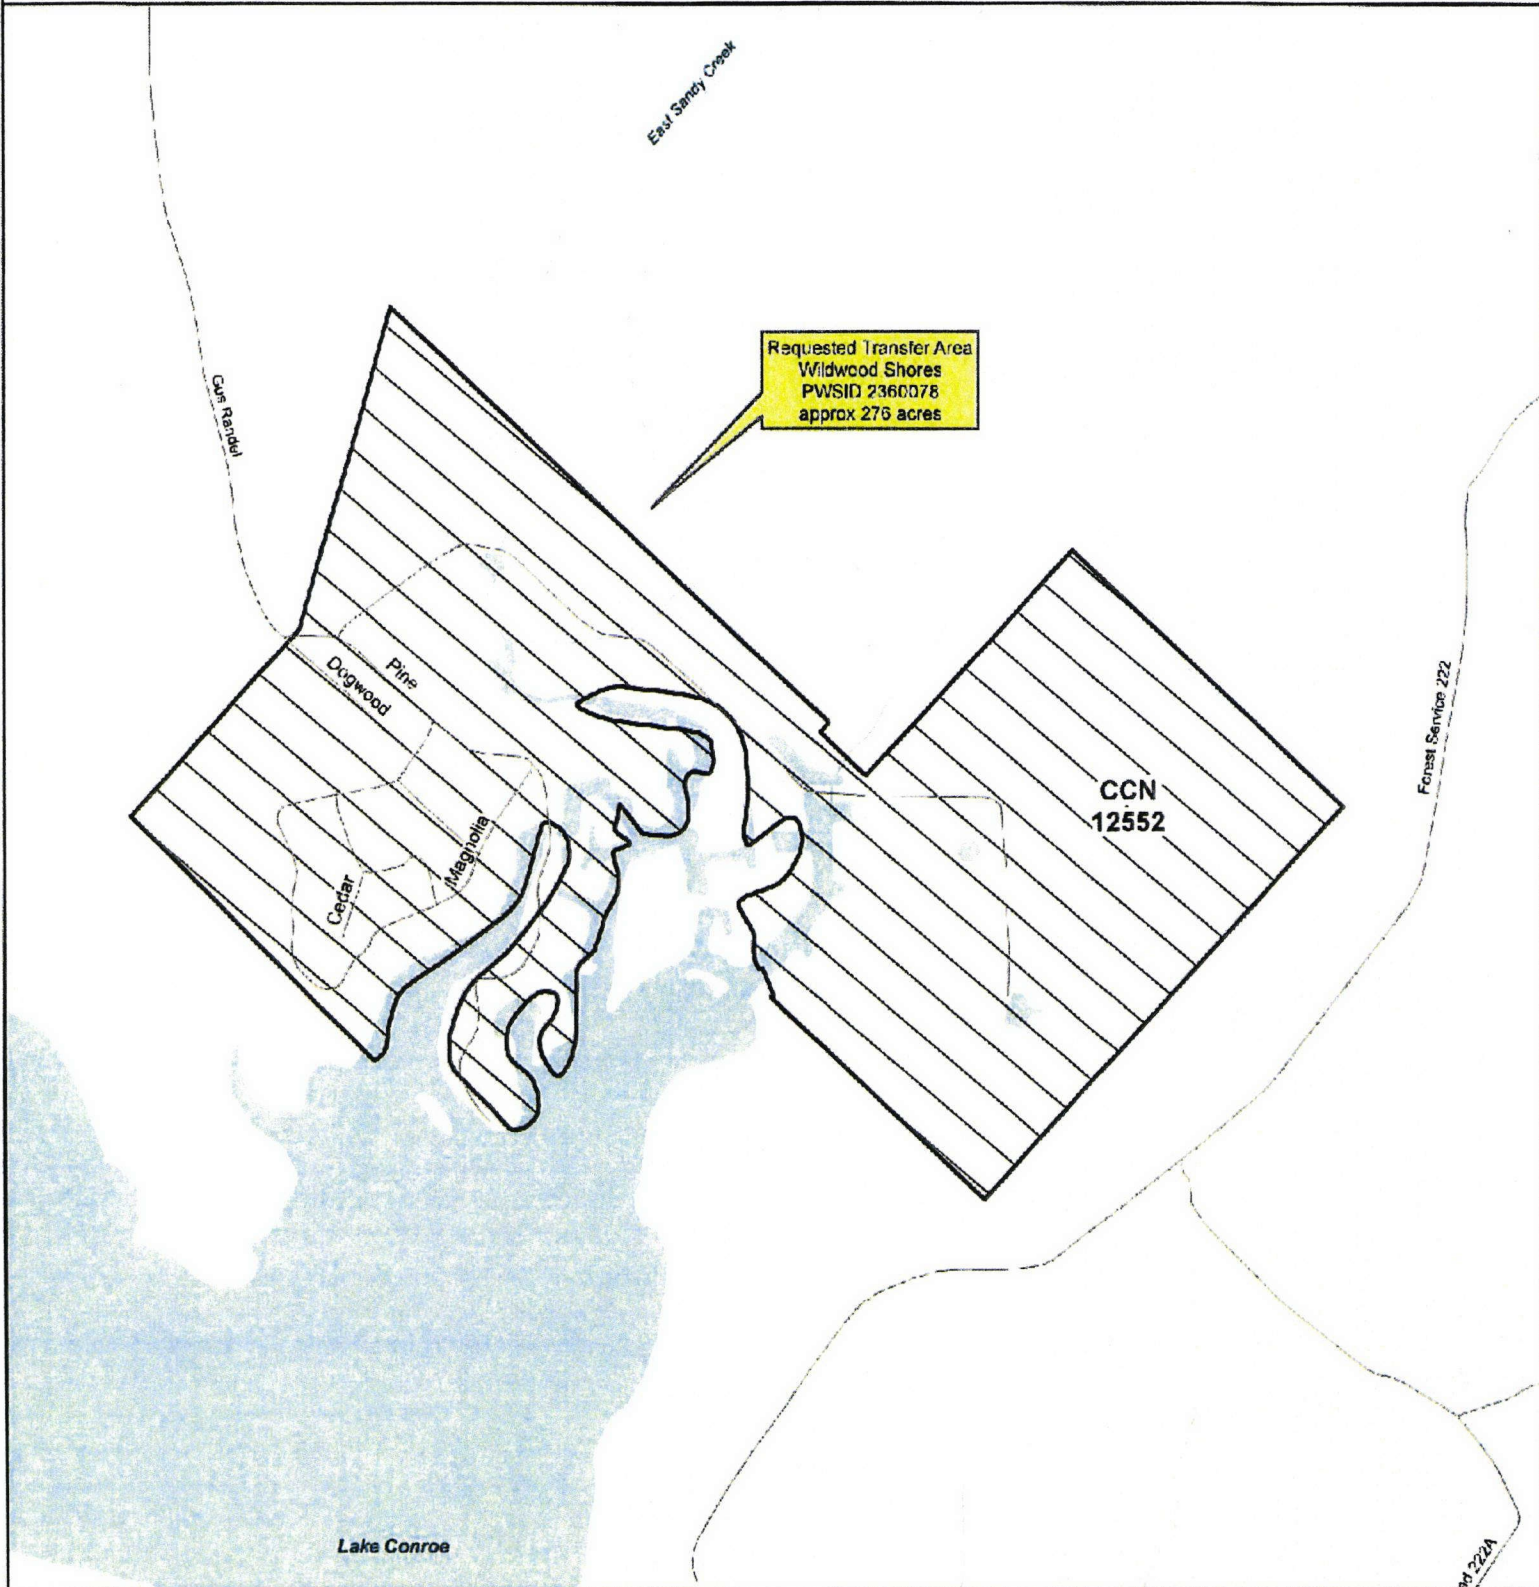 East Sandy Creek
Requested Transfer Area
Wildwood Shores
PWSID 2360078
approx 276 acres
Gus Randel
Pine
Dogwood
Forest Service 222
CCN
12552
Magnolia
Cedar
Lake Conroe
222A